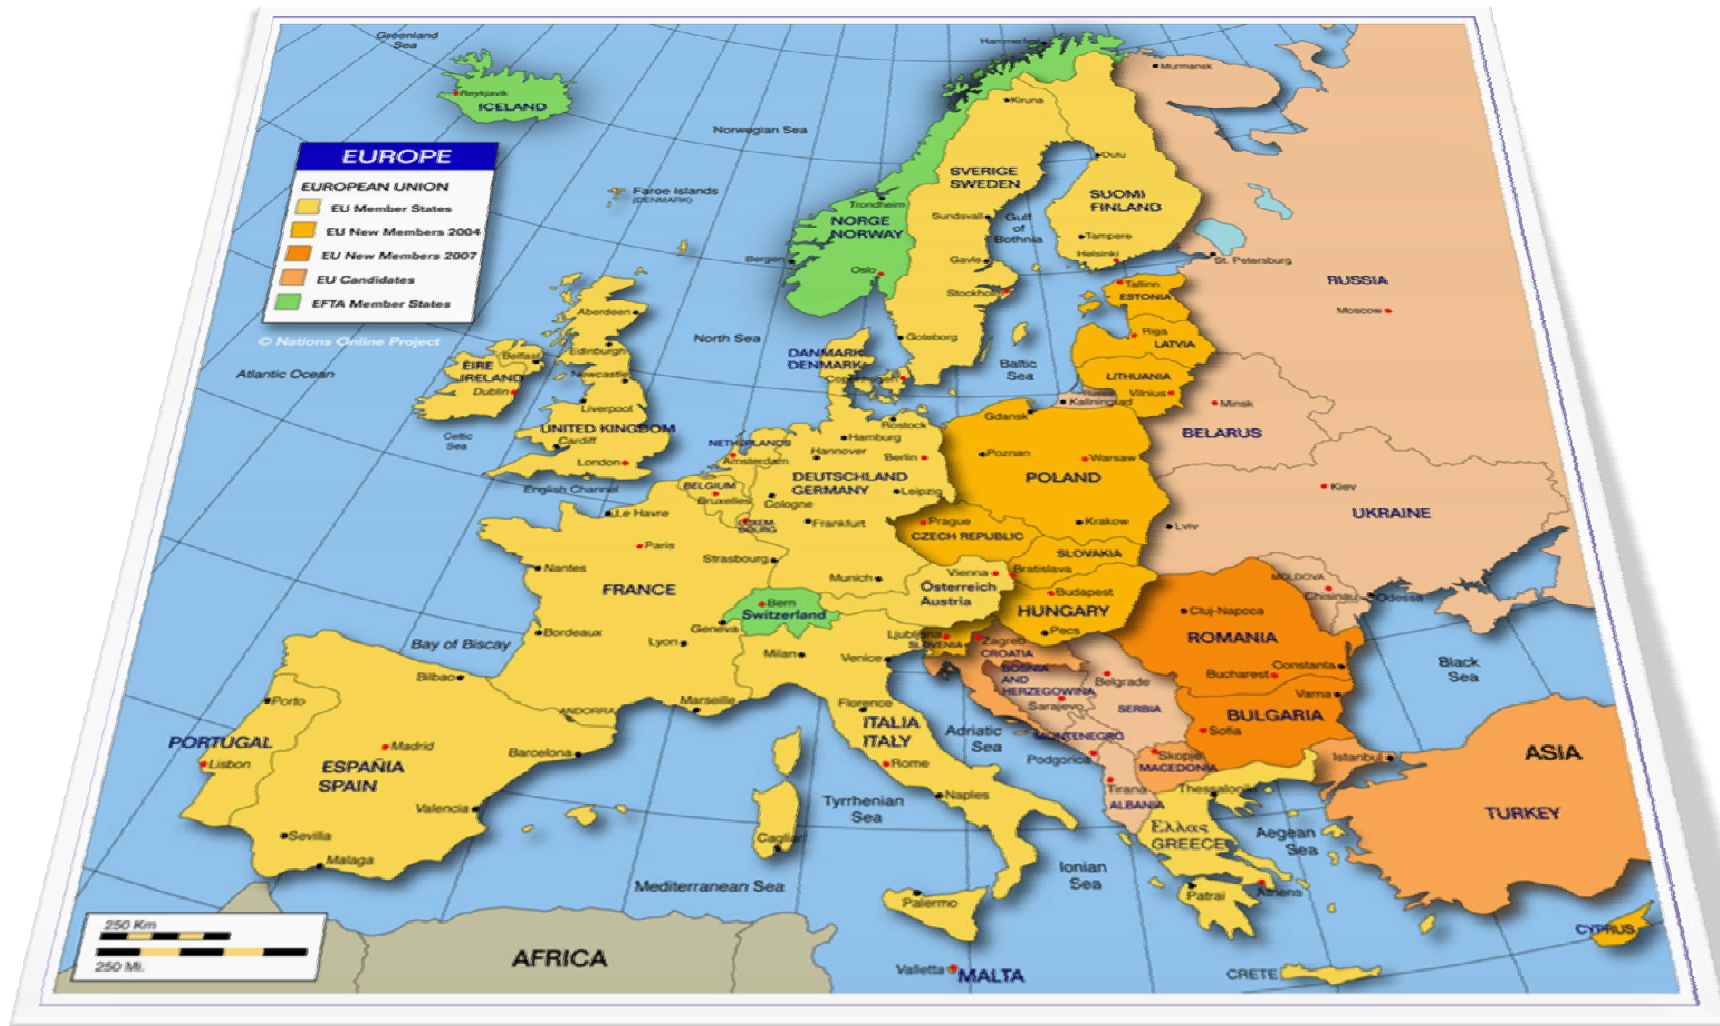 Greenland
Sea
Hammerfest
Murmansk
Reykjavik
ICELAND
Kiruna
Norwegian Sea
EUROPE
EUROPEAN UNION
EU Member States
EU New Members 2004
EU New Members 2007
EU Candidates
EFTA Member States
© Nations Online Project
Oulu
SVERIGE
SWEDEN
SUOMI
FINLAND
Faroe Islands
(DENMARK)
Trondheim
NORGE
NORWAY
Sundsvall
Gulf
of
Bothnia
Tampere
Helsinki
Bergen
Oslo
Gavle
Stockholm
St. Petersburg
RUSSIA
Moscow
Tallinn
ESTONIA
Aberdeen
North Sea
Goteborg
Riga
LATVIA
Edinburgh
Belfast
EIRE
IRELAND
Dublin
Newcastle
Atlantic Ocean
DANMARK
DENMARK
Copenhagen
Baltic
Sea
LITHUANIA
Vilnius
Russia
Kaliningrad
Minsk
BELARUS
Liverpool
UNITED KINGDOM
Cardiff
London
Celtic
Sea
English Channel
Gdansk
Rostock
Hamburg
NETHERLANDS
Amsterdam
Hannover
Berlin
Poznan
Warsaw
POLAND
DEUTSCHLAND
GERMANY
Leipzig
BELGIUM
Bruxelles
Cologne
Kiev
UKRAINE
Le Havre
LUXEM-
BOURG
Frankfurt
Prague
CZECH REPUBLIC
Krakow
Lviv
Paris
Strasbourg
SLOVAKIA
Nantes
FRANCE
Munich
Vienna
Bratislava
Österreich
Austria
Budapest
HUNGARY
MOLDOVA
Chisinau
Odessa
Bern
Switzerland
Geneva
Cluj-Napoca
ROMANIA
Bordeaux
Lyon
Bay of Biscay
Ljubljana
SLOVENIA
Zagreb
CROATIA
Pecs
Milan
Venice
BOSNIA
AND
HERZEGOWINA
Sarajevo
Belgrade
SERBIA
Bucharest
Constanta
Black
Sea
Bilbao
Porto
ANDORRA
Marseille
Florence
ITALIA
ITALY
Adriatic
Sea
MONTENEGRO
Podgorica
Varna
BULGARIA
Sofia
PORTUGAL
Lisbon
Madrid
ESPAÑIA
SPAIN
Barcelona
Rome
Skopje
MACEDONIA
Istanbul
ASIA
TURKEY
Valencia
Tyrrhenian
Sea
Naples
Tirana
ALBANIA
Thessaloniki
Ελλας
GREECE
Aegean
Sea
Sevilla
Malaga
Cagliari
Mediterranean Sea
Ionian
Sea
Palermo
Patrai
Athens
250 Km
250 Mi.
AFRICA
Valletta
MALTA
CRETE
CYPRUS